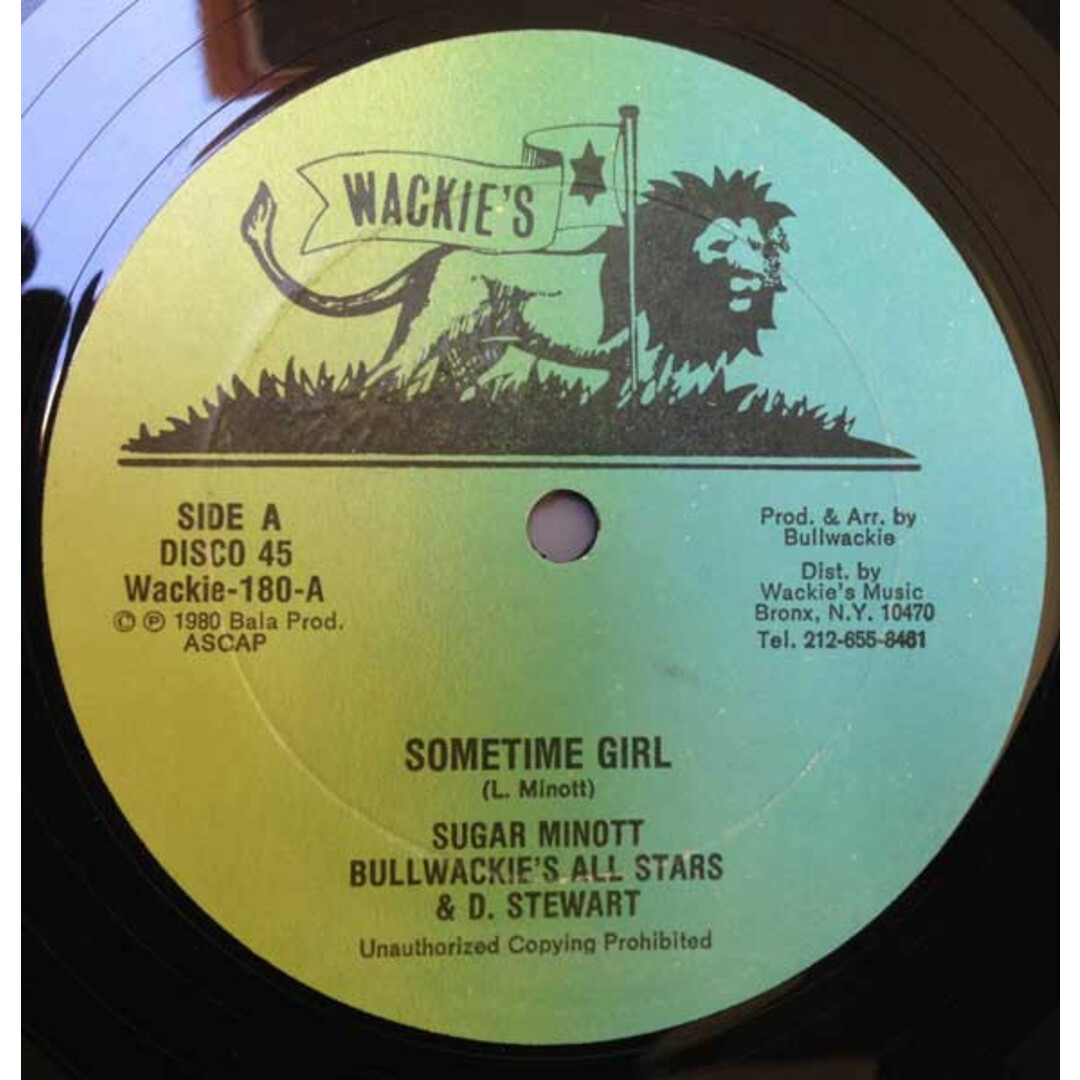 WACKIE'S
SIDE A
DISCO 45
Wackie-180-A
© ℗ 1980 Bala Prod.
ASCAP
Prod. & Arr. by
Bullwackie
Dist. by
Wackie's Music
Bronx, N.Y. 10470
Tel. 212-655-8461
SOMETIME GIRL
(L. Minott)
SUGAR MINOTT
BULLWACKIE'S ALL STARS
& D. STEWART
Unauthorized Copying Prohibited